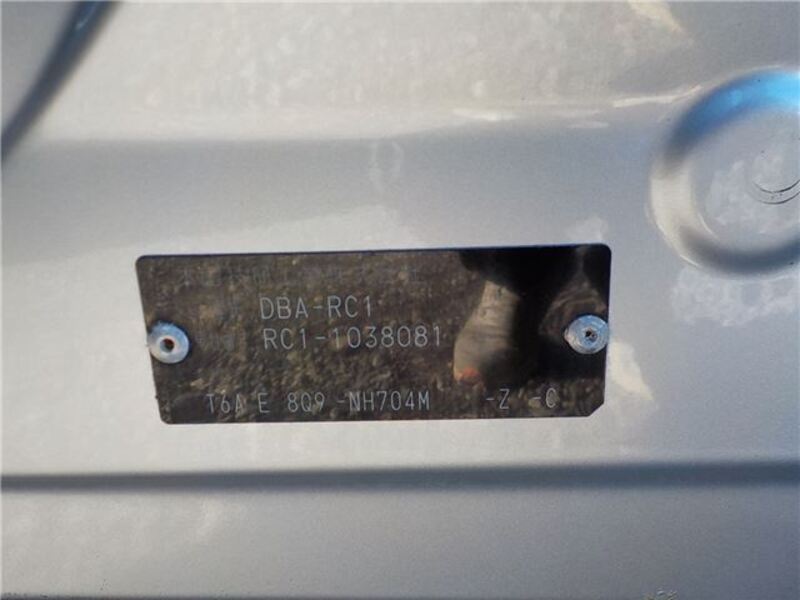 DBA-RC1
RC1-1038081
T6A E 8Q9 -NH704M -Z -C